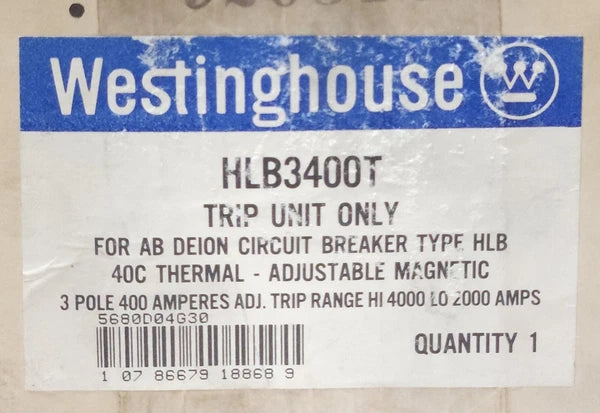 Westinghouse
HLB3400T
TRIP UNIT ONLY
FOR AB DEION CIRCUIT BREAKER TYPE HLB
40C THERMAL - ADJUSTABLE MAGNETIC
3 POLE 400 AMPERES ADJ. TRIP RANGE HI 4000 LO 2000 AMPS
5680D04G30
QUANTITY 1
1 07 86679 18868 9